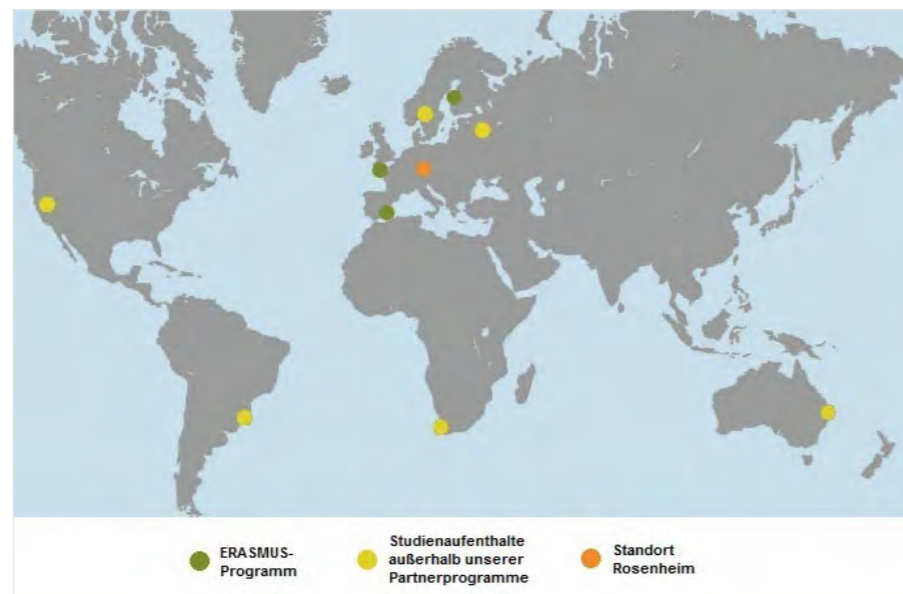 ERASMUS-
Programm
Studienaufenthalte
außerhalb unserer
Partnerprogramme
Standort
Rosenheim